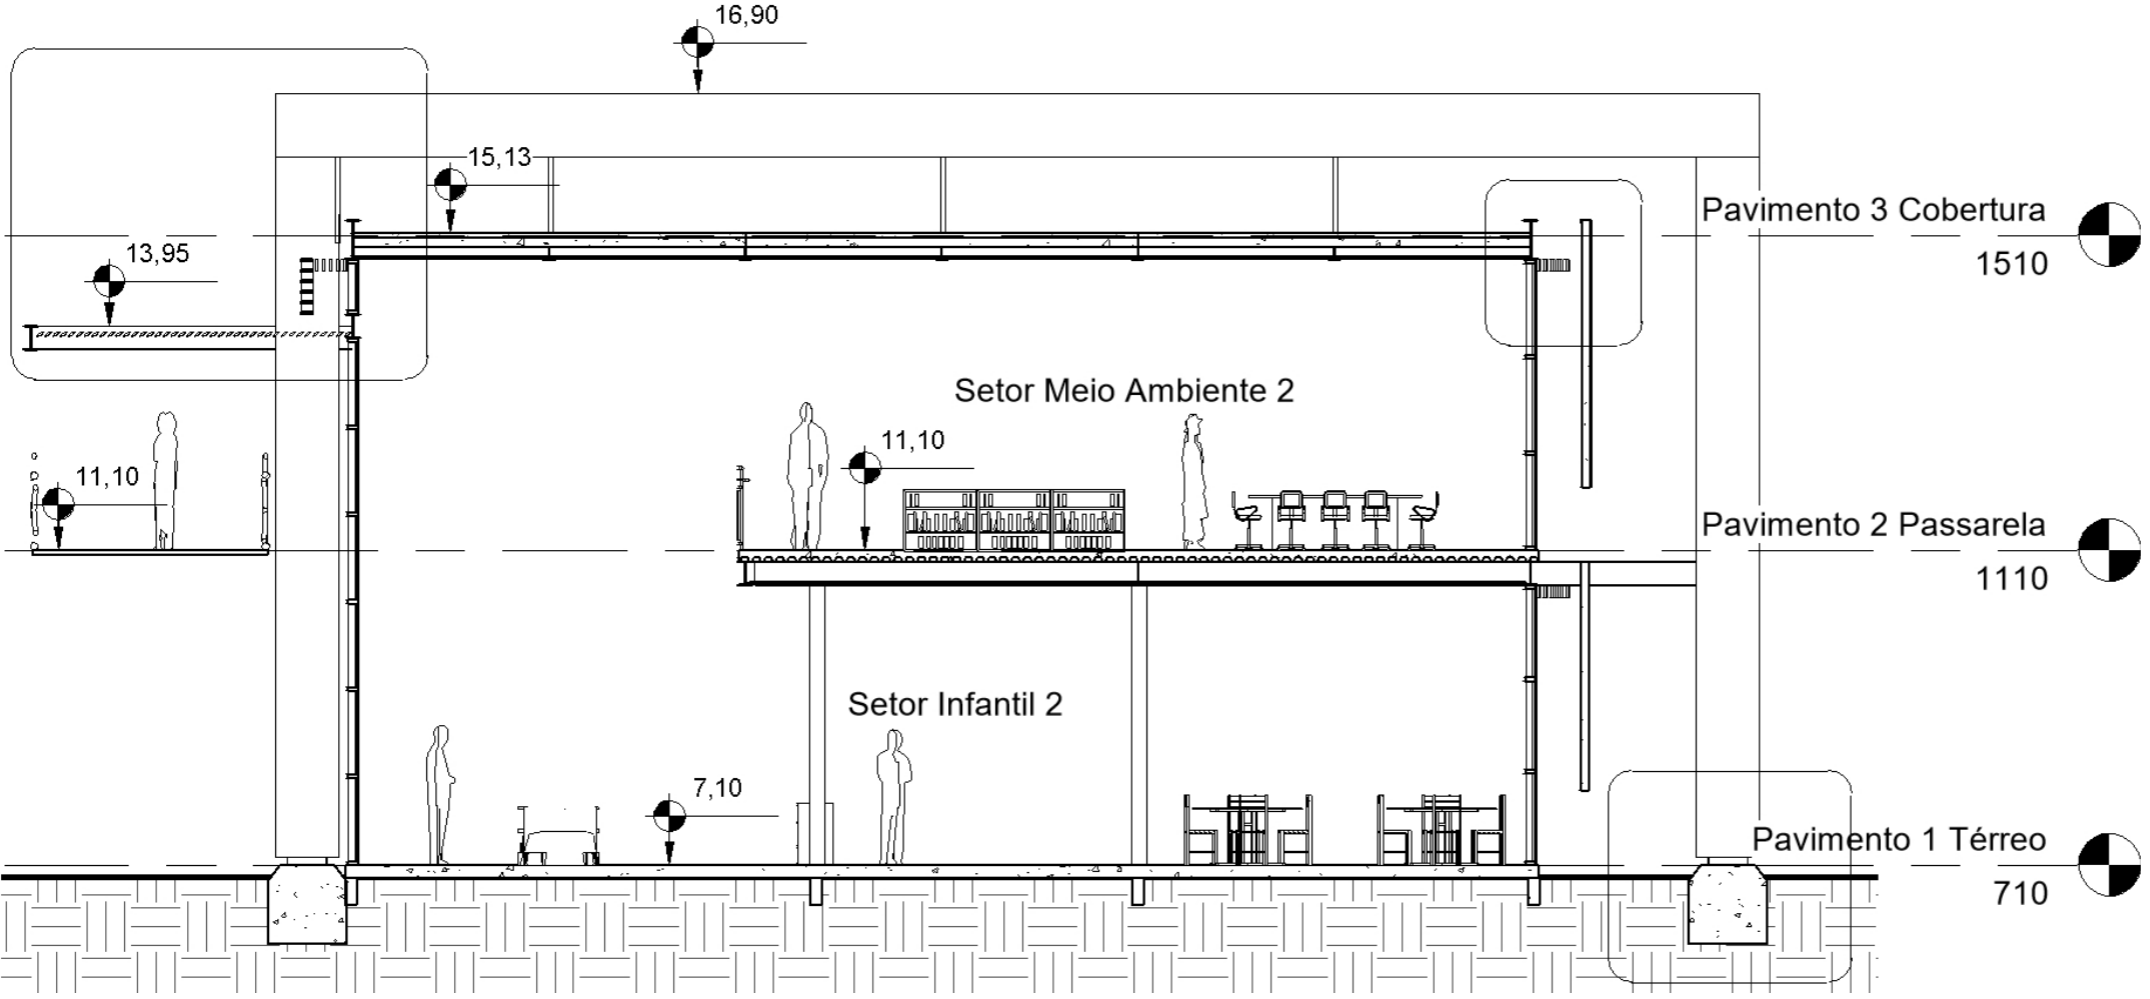 16,90
15,13
Pavimento 3 Cobertura
13,95
1510
Setor Meio Ambiente 2
11,10
11,10
Pavimento 2 Passarela
1110
Setor Infantil 2
7,10
Pavimento 1 Térreo
710